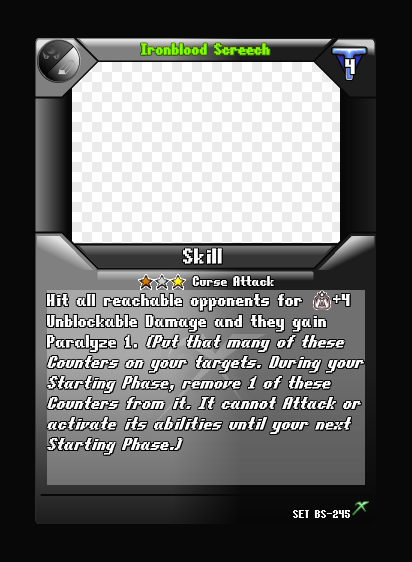 Ironblood Screech
4
Skill
Curse Attack
Hit all reachable opponents for +4
Unblockable Damage and they gain
Paralyze 1. (Put that many of these
Counters on your targets. During your
Starting Phase, remove 1 of these
Counters from it. It cannot Attack or
activate its abilities until your next
Starting Phase.)
SET BS-245